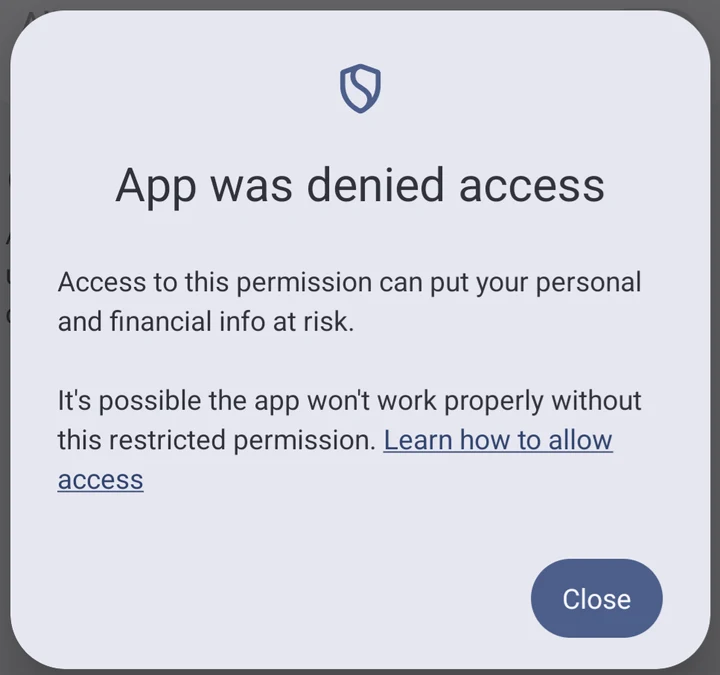 App was denied access
Access to this permission can put your personal
and financial info at risk.
It's possible the app won't work properly without
this restricted permission. Learn how to allow
access
Close